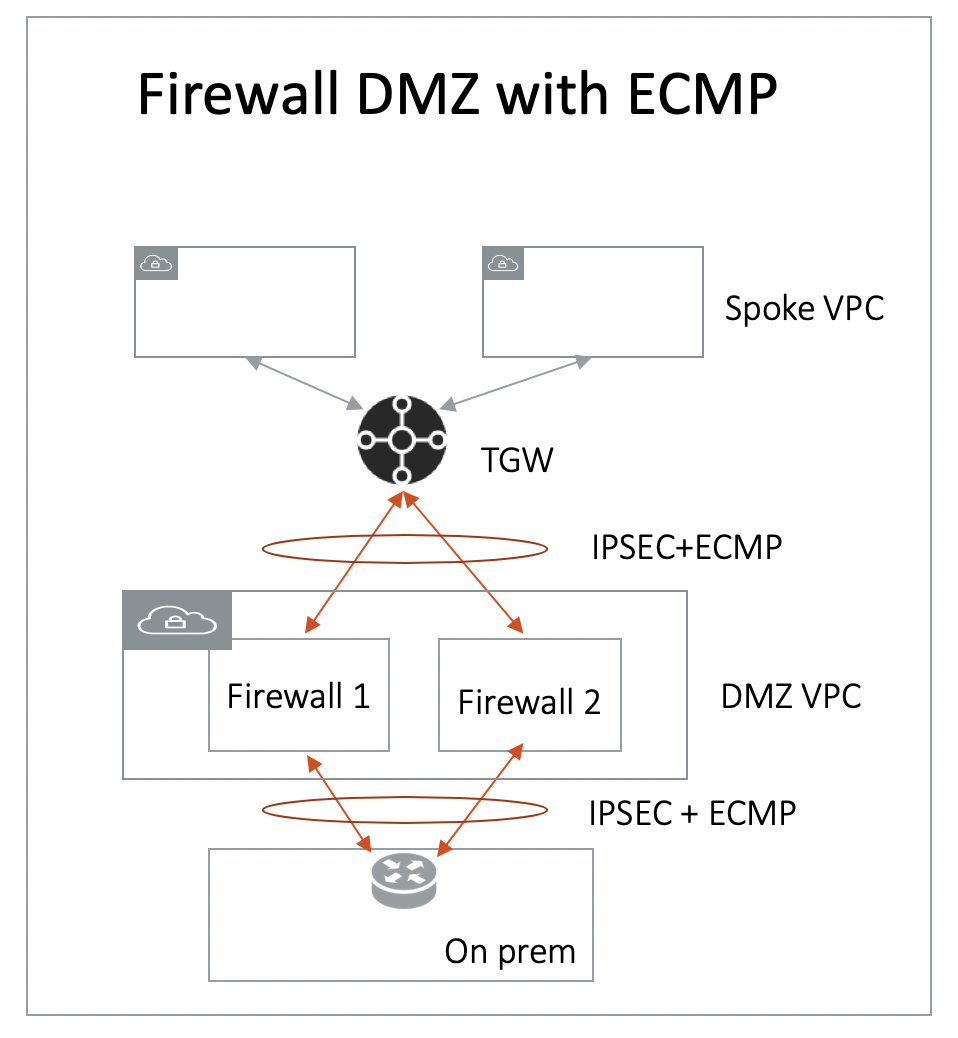 Firewall DMZ with ECMP
Spoke VPC
TGW
IPSEC+ECMP
Firewall 1
Firewall 2
DMZ VPC
IPSEC + ECMP
On prem